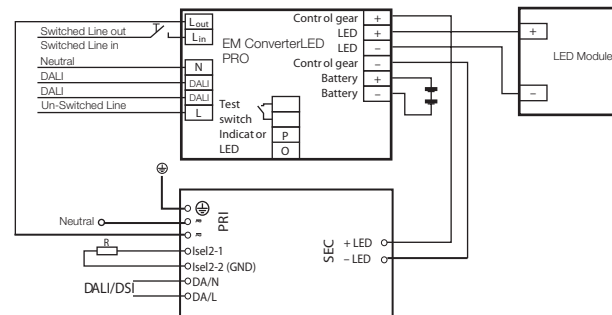 Switched Line out
Switched Line in
Neutral
DALI
DALI
Un-Switched Line
Lout
Lin
N
DALI
DALI
L
EM ConverterLED
PRO
Test
switch
Indicator
LED
P
O
Control gear +
LED +
LED –
Control gear –
Battery +
Battery –
+
LED Module
–
Neutral
R
DALI/DSI
PRI
≈
≈
Isel2-1
Isel2-2 (GND)
DA/N
DA/L
SEC
+ LED
– LED